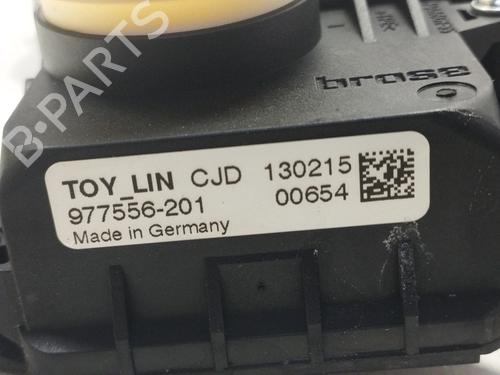 B-PARTS
brose
TOY_LIN CJD 130215
977556-201 00654
Made in Germany